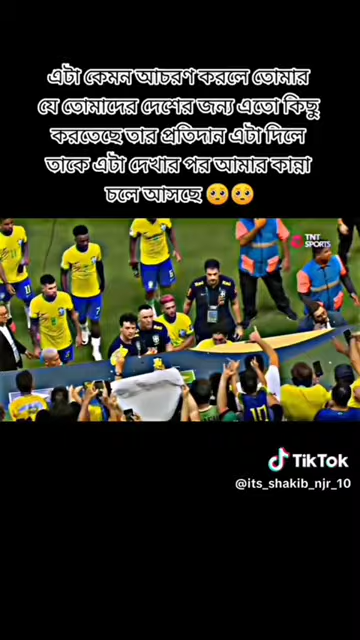 এটা কেমন আচরণ করলে তোমার
যে তোমাদের দেশের জন্য এতো কিছু
করতেছে তার প্রতিদান এটা দিলে
তাকে এটা দেখার পর আমার কান্না
চলে আসছে 🥺🥺
TNT
SPORTS
TikTok
@its_shakib_njr_10